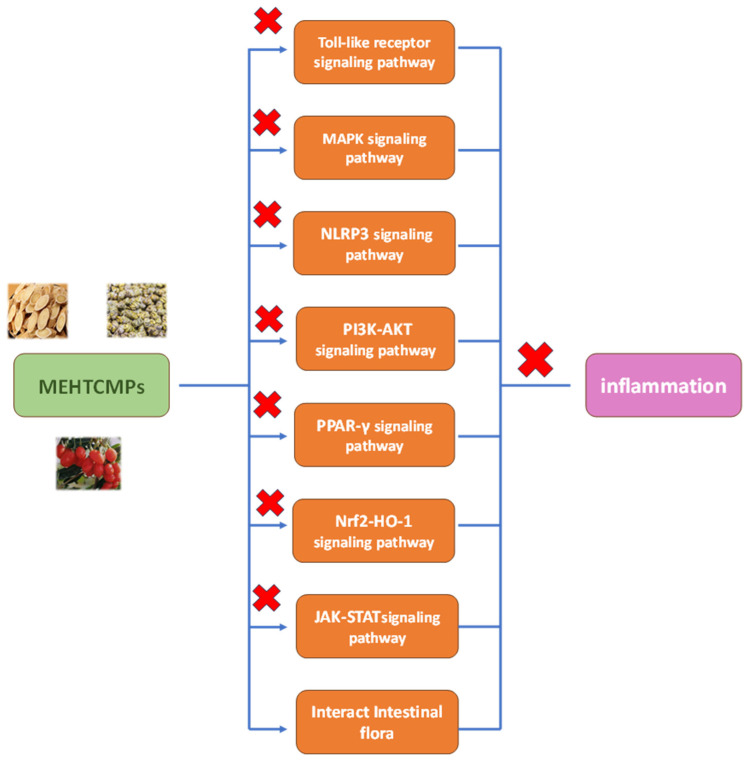 Toll-like receptor
signaling pathway
MAPK signaling
pathway
NLRP3 signaling
pathway
PI3K-AKT
signaling pathway
MEHTCMPs
inflammation
PPAR-γ signaling
pathway
Nrf2-HO-1
signaling pathway
JAK-STATsignaling
pathway
Interact Intestinal
flora